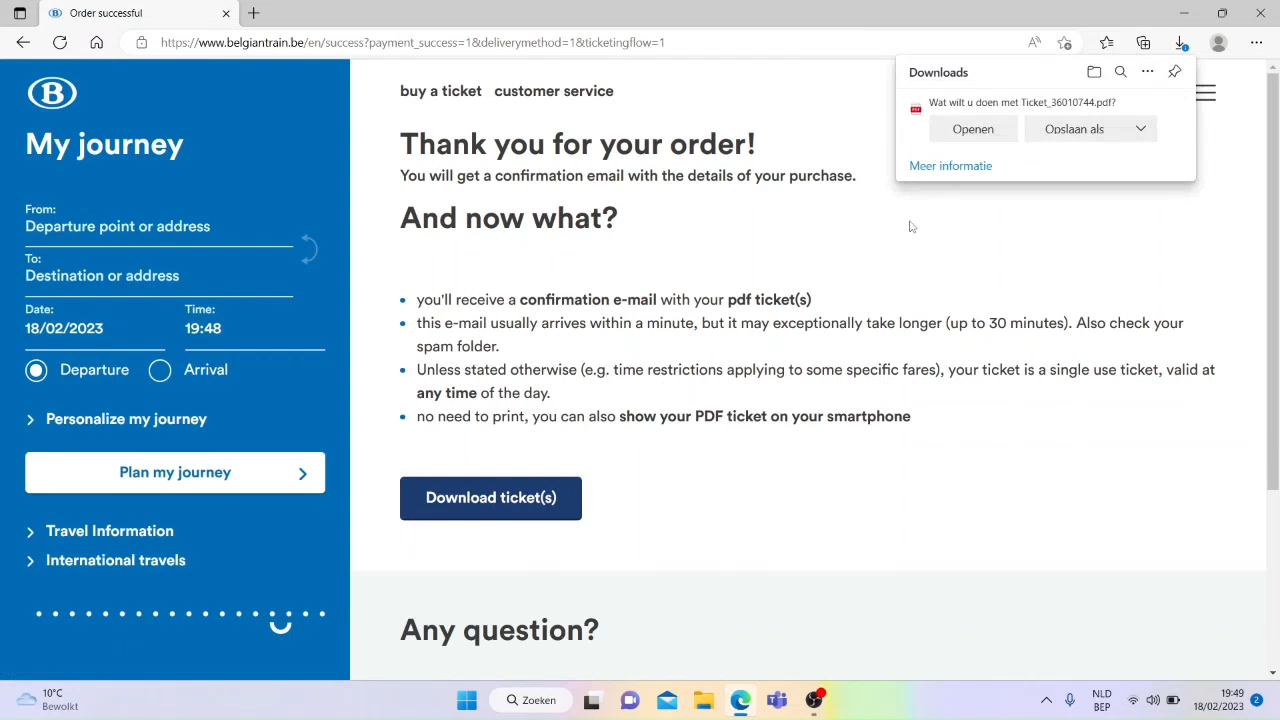 Order successful
https://www.belgiantrain.be/en/success?payment_success=1&deliverymethod=1&ticketingflow=1
Downloads
Wat wilt u doen met Ticket_36010744.pdf?
Openen
Opslaan als
Meer informatie
B
My journey
From:
Departure point or address
To:
Destination or address
Date:
Time:
18/02/2023
19:48
Departure
Arrival
Personalize my journey
Plan my journey
Travel Information
International travels
buy a ticket customer service
Thank you for your order!
You will get a confirmation email with the details of your purchase.
And now what?
you'll receive a confirmation e-mail with your pdf ticket(s)
this e-mail usually arrives within a minute, but it may exceptionally take longer (up to 30 minutes). Also check your
spam folder.
Unless stated otherwise (e.g. time restrictions applying to some specific fares), your ticket is a single use ticket, valid at
any time of the day.
no need to print, you can also show your PDF ticket on your smartphone
Download ticket(s)
Any question?
10°C
Bewolkt
Zoeken
NLD
BEP
19:49
18/02/2023
2